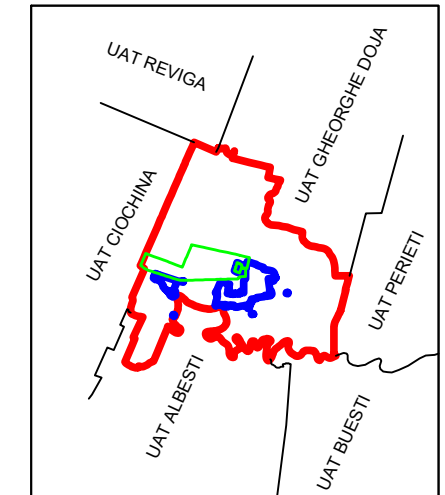 UAT REVIGA
UAT GHEORGHE DOJA
UAT CIOCHINA
UAT PERIETI
UAT ALBESTI
UAT BUESTI